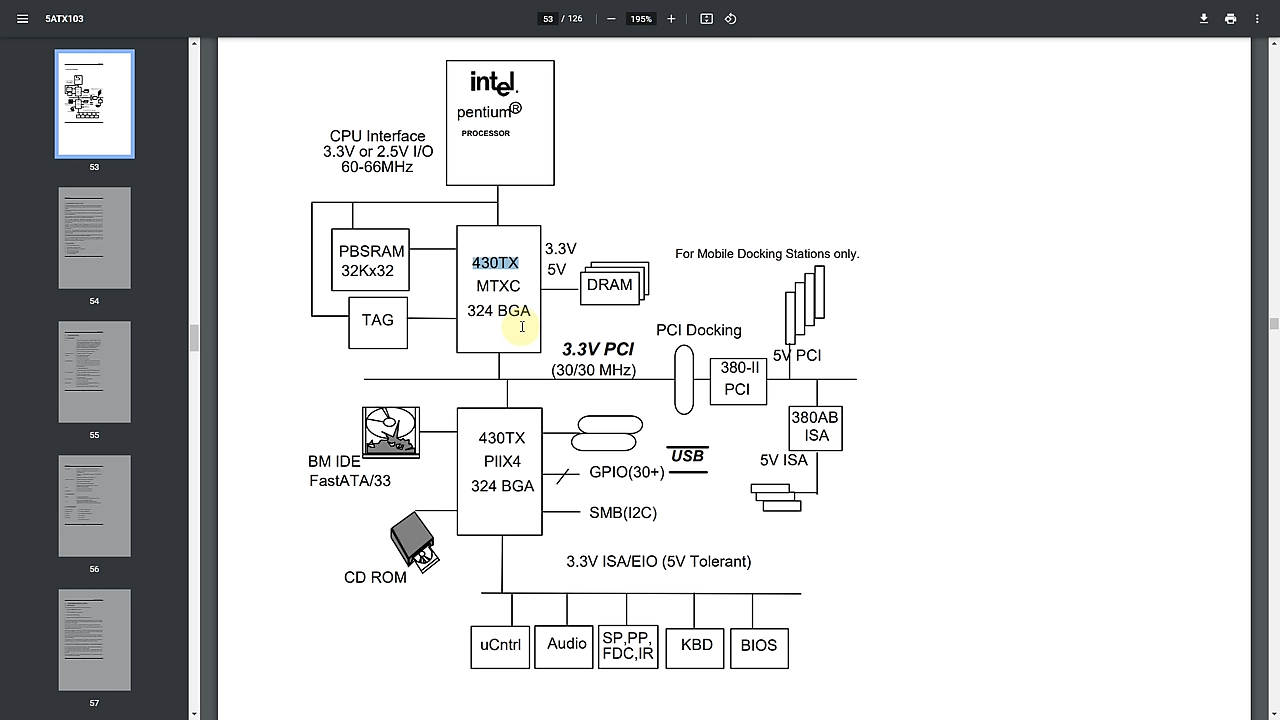 5ATX103
53 / 126
195%
53
54
55
56
57
intel.
pentium®
PROCESSOR
CPU Interface
3.3V or 2.5V I/O
60-66MHz
PBSRAM
32Kx32
TAG
430TX
MTXC
324 BGA
3.3V
5V
DRAM
For Mobile Docking Stations only.
PCI Docking
3.3V PCI
(30/30 MHz)
380-II
PCI
5V PCI
380AB
ISA
5V ISA
BM IDE
FastATA/33
430TX
PIIX4
324 BGA
USB
GPIO(30+)
SMB(I2C)
CD ROM
3.3V ISA/EIO (5V Tolerant)
uCntrl
Audio
SP,PP,
FDC,IR
KBD
BIOS